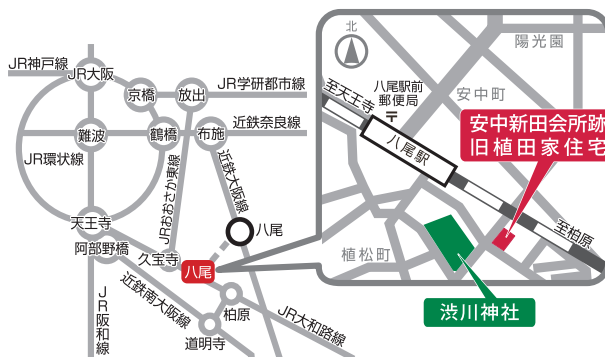 JR神戸線
JR大阪
京橋
放出
JR学研都市線
難波
鶴橋
布施
近鉄奈良線
JR環状線
JRおおさか東線
近鉄大阪線
天王寺
八尾
阿部野橋
久宝寺
八尾
近鉄南大阪線
柏原
JR大和路線
JR阪和線
道明寺
北
陽光園
至天王寺
八尾駅前
郵便局
〒
安中町
八尾駅
安中新田会所跡
旧植田家住宅
至柏原
植松町
渋川神社